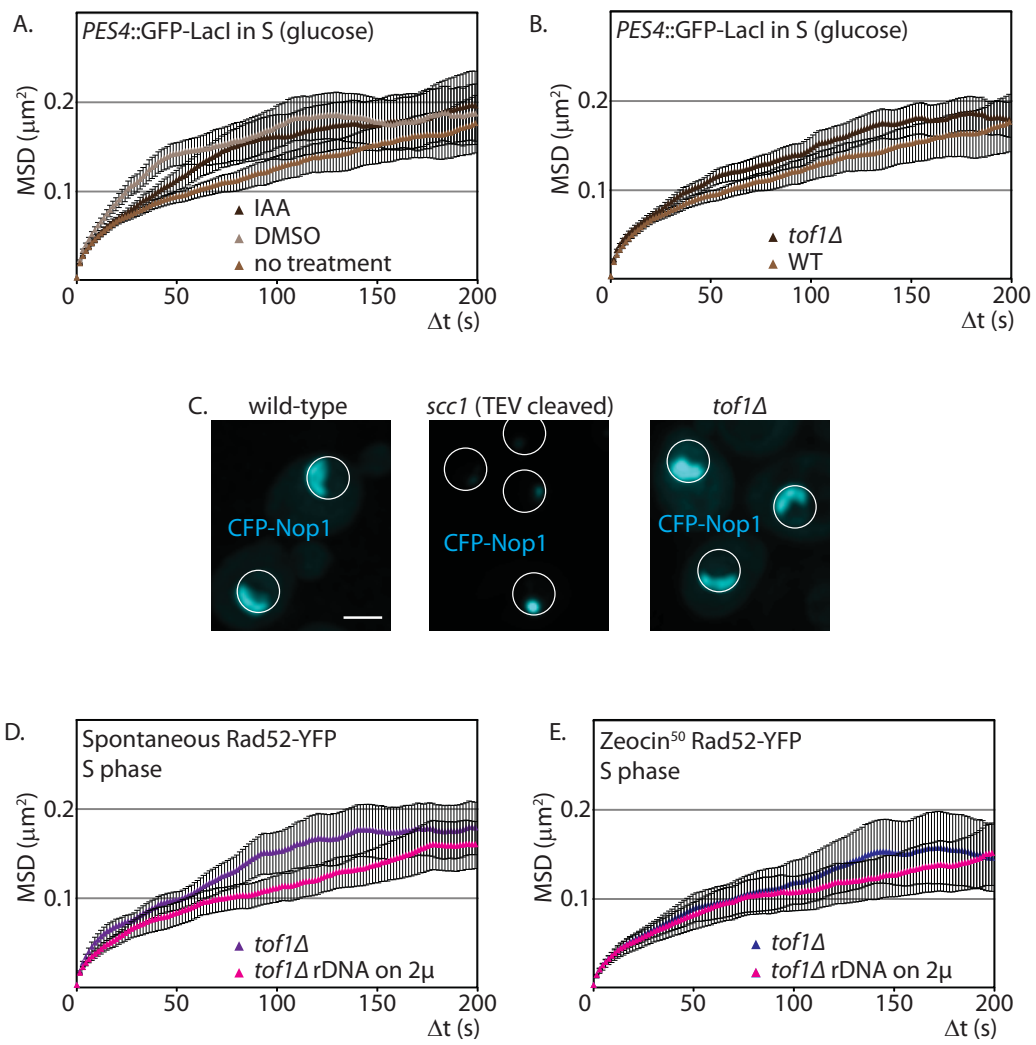 A.
PES4::GFP-LacI in S (glucose)
MSD (μm²)
0.2
0.1
IAA
DMSO
no treatment
0 50 100 150 200
Δt (s)
B.
PES4::GFP-LacI in S (glucose)
MSD (μm²)
0.2
0.1
tof1Δ
WT
0 50 100 150 200
Δt (s)
C.
wild-type
scc1 (TEV cleaved)
tof1Δ
CFP-Nop1
CFP-Nop1
CFP-Nop1
D.
Spontaneous Rad52-YFP
S phase
MSD (μm²)
0.2
0.1
tof1Δ
tof1Δ rDNA on 2μ
0 50 100 150 200
Δt (s)
E.
Zeocin⁵⁰ Rad52-YFP
S phase
MSD (μm²)
0.2
0.1
tof1Δ
tof1Δ rDNA on 2μ
0 50 100 150 200
Δt (s)